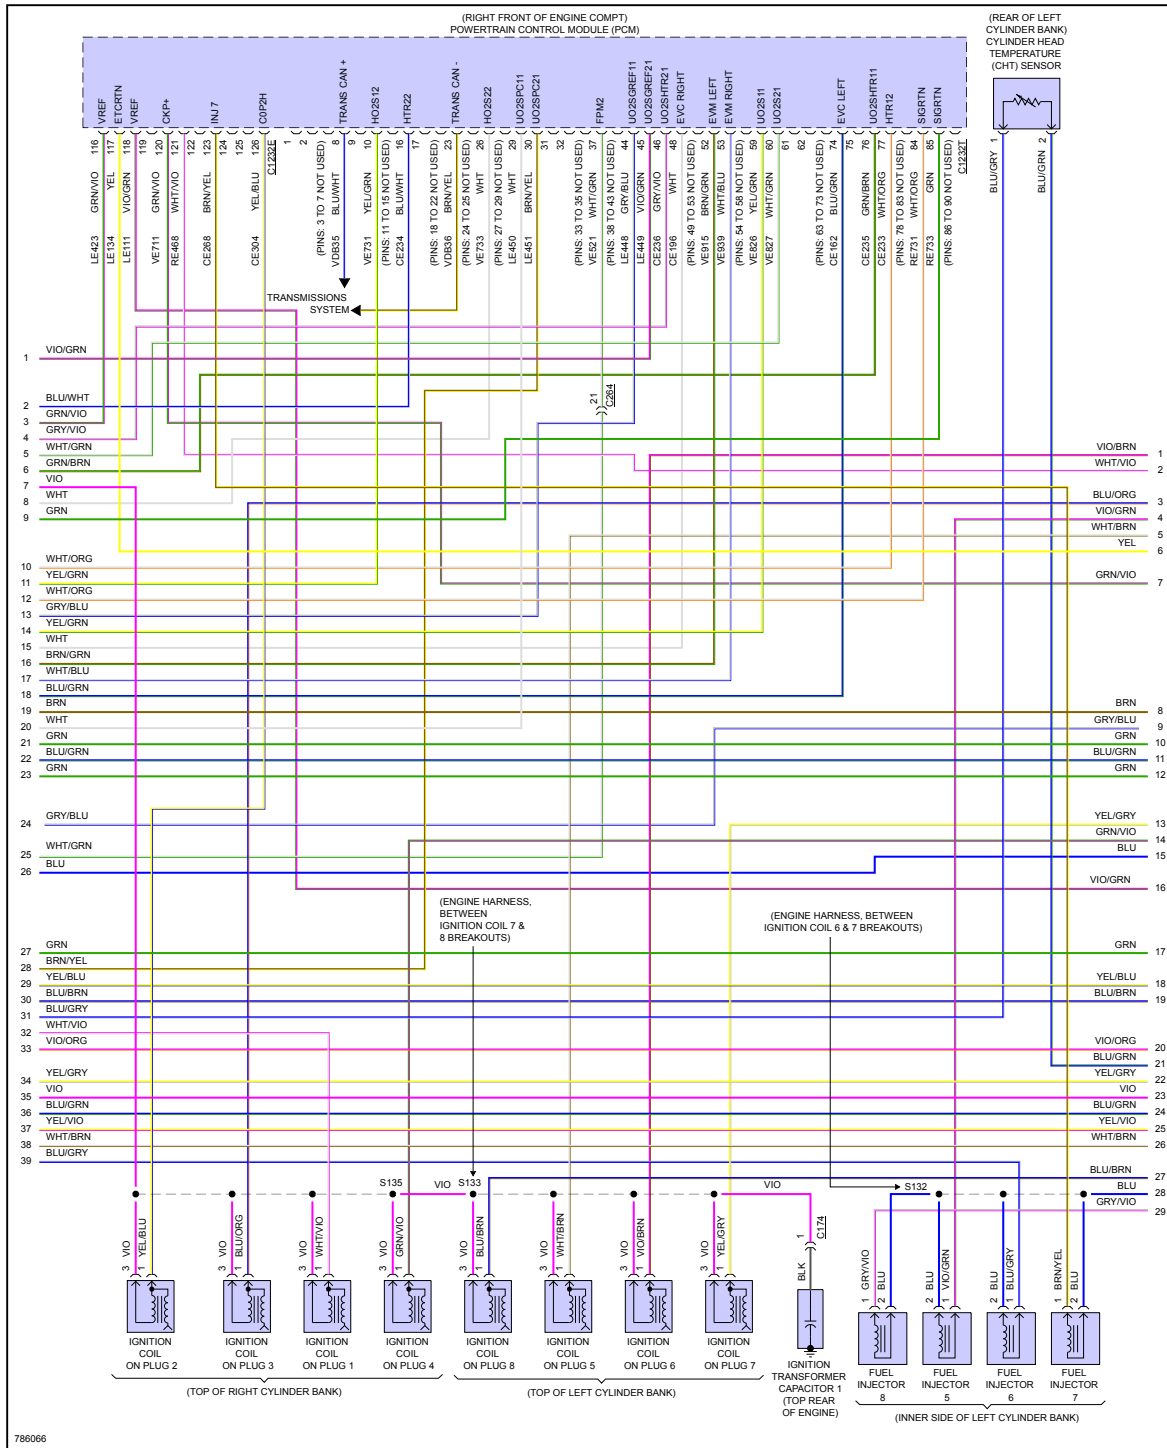 (RIGHT FRONT OF ENGINE COMPT)
POWERTRAIN CONTROL MODULE (PCM)
(REAR OF LEFT
CYLINDER BANK)
CYLINDER HEAD
TEMPERATURE
(CHT) SENSOR
VREF
ETCRTN
VREF
CKP+
INJ 7
C0P2H
TRANS CAN +
HO2S12
HTR22
TRANS CAN -
HO2S22
UO2SPC11
UO2SPC21
FPM2
UO2SGREF11
UO2SGREF21
UO2SHTR21
EVC RIGHT
EVM LEFT
EVM RIGHT
UO2S11
UO2S21
EVC LEFT
UO2SHTR11
HTR12
SIGRTN
SIGRTN
116
117
118
119
120
121
122
123
124
125
126
C1232E
1
2
8
9
10
16
17
23
26
29
30
31
32
37
44
45
46
48
52
53
59
60
61
62
74
75
76
77
84
85
C1232T
GRN/VIO
YEL
VIO/GRN
GRN/VIO
WHT/VIO
BRN/YEL
YEL/BLU
(PINS: 3 TO 7 NOT USED)
BLU/WHT
YEL/GRN
(PINS: 11 TO 15 NOT USED)
BLU/WHT
(PINS: 18 TO 22 NOT USED)
BRN/YEL
(PINS: 24 TO 25 NOT USED)
WHT
(PINS: 27 TO 29 NOT USED)
WHT
BRN/YEL
(PINS: 33 TO 35 NOT USED)
WHT/GRN
(PINS: 38 TO 43 NOT USED)
GRY/BLU
VIO/GRN
GRY/VIO
WHT
(PINS: 49 TO 53 NOT USED)
BRN/GRN
WHT/BLU
(PINS: 54 TO 58 NOT USED)
YEL/GRN
WHT/GRN
(PINS: 63 TO 73 NOT USED)
BLU/GRN
GRN/BRN
WHT/ORG
(PINS: 78 TO 83 NOT USED)
WHT/ORG
GRN
(PINS: 86 TO 90 NOT USED)
LE423
LE134
LE111
VE711
RE468
CE268
CE304
VDB35
VE731
CE234
VDB36
VE733
LE450
LE451
VE521
LE448
LE449
CE236
CE196
VE915
VE939
VE826
VE827
CE162
CE235
CE233
RE731
RE733
BLU/GRY 1
BLU/GRN 2
TRANSMISSIONS
SYSTEM
21
C264
1 VIO/GRN
2 BLU/WHT
3 GRN/VIO
4 GRY/VIO
5 WHT/GRN
6 GRN/BRN
7 VIO
8 WHT
9 GRN
10 WHT/ORG
11 YEL/GRN
12 WHT/ORG
13 GRY/BLU
14 YEL/GRN
15 WHT
16 BRN/GRN
17 WHT/BLU
18 BLU/GRN
19 BRN
20 WHT
21 GRN
22 BLU/GRN
23 GRN
24 GRY/BLU
25 WHT/GRN
26 BLU
27 GRN
28 BRN/YEL
29 YEL/BLU
30 BLU/BRN
31 BLU/GRY
32 WHT/VIO
33 VIO/ORG
34 YEL/GRY
35 VIO
36 BLU/GRN
37 YEL/VIO
38 WHT/BRN
39 BLU/GRY
VIO/BRN 1
WHT/VIO 2
BLU/ORG 3
VIO/GRN 4
WHT/BRN 5
YEL 6
GRN/VIO 7
BRN 8
GRY/BLU 9
GRN 10
BLU/GRN 11
GRN 12
YEL/GRY 13
GRN/VIO 14
BLU 15
VIO/GRN 16
GRN 17
YEL/BLU 18
BLU/BRN 19
VIO/ORG 20
BLU/GRN 21
YEL/GRY 22
VIO 23
BLU/GRN 24
YEL/VIO 25
WHT/BRN 26
BLU/BRN 27
BLU 28
GRY/VIO 29
(ENGINE HARNESS,
BETWEEN
IGNITION COIL 7 &
8 BREAKOUTS)
(ENGINE HARNESS, BETWEEN
IGNITION COIL 6 & 7 BREAKOUTS)
S135
VIO
S133
VIO
S132
3 VIO
1 YEL/BLU
3 VIO
1 BLU/ORG
3 VIO
1 WHT/VIO
3 VIO
1 GRN/VIO
3 VIO
1 BLU/BRN
3 VIO
1 WHT/BRN
3 VIO
1 VIO/BRN
3 VIO
1 YEL/GRY
1
C174
BLK
1 GRY/VIO
2 BLU
2 BLU
1 VIO/GRN
2 BLU
1 BLU/GRY
1 BRN/YEL
2 BLU
IGNITION
COIL
ON PLUG 2
IGNITION
COIL
ON PLUG 3
IGNITION
COIL
ON PLUG 1
IGNITION
COIL
ON PLUG 4
IGNITION
COIL
ON PLUG 8
IGNITION
COIL
ON PLUG 5
IGNITION
COIL
ON PLUG 6
IGNITION
COIL
ON PLUG 7
IGNITION
TRANSFORMER
CAPACITOR 1
(TOP REAR
OF ENGINE)
FUEL
INJECTOR
8
FUEL
INJECTOR
5
FUEL
INJECTOR
6
FUEL
INJECTOR
7
(TOP OF RIGHT CYLINDER BANK)
(TOP OF LEFT CYLINDER BANK)
(INNER SIDE OF LEFT CYLINDER BANK)
786066